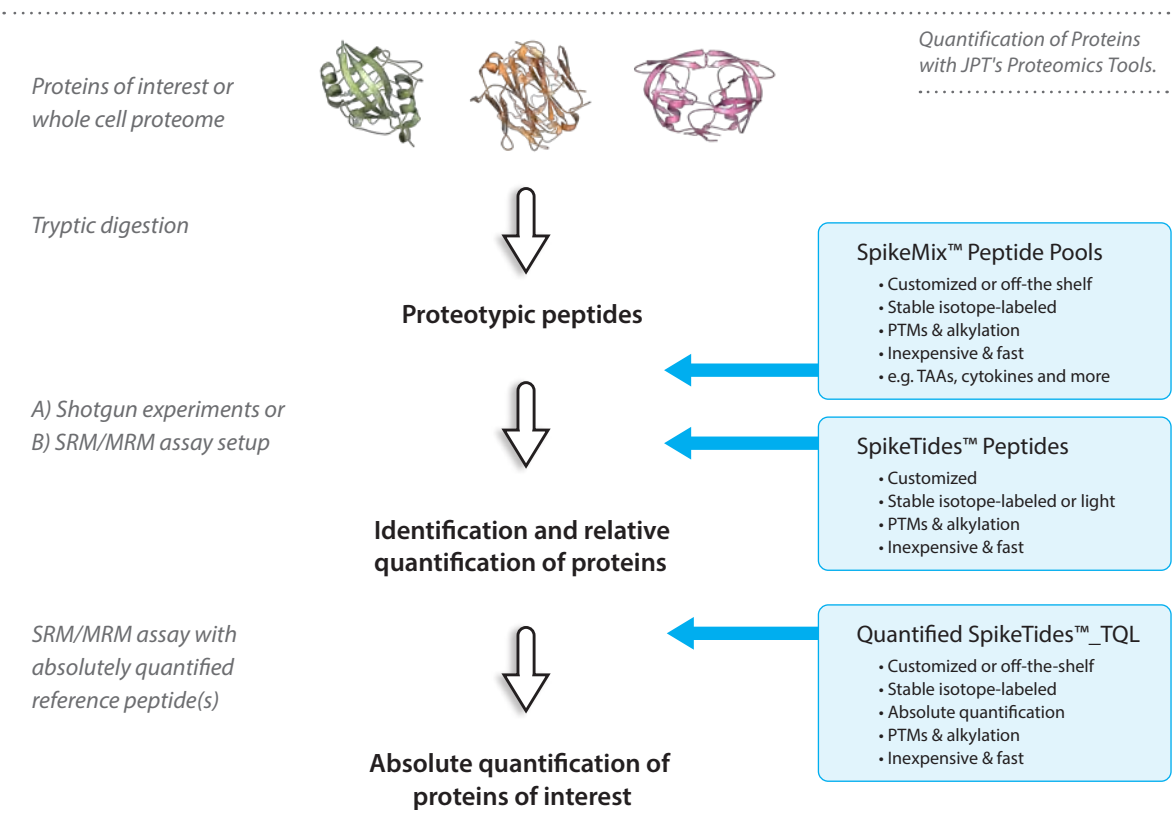 Quantification of Proteins
with JPT's Proteomics Tools.
Proteins of interest or
whole cell proteome
Tryptic digestion
Proteotypic peptides
SpikeMix™ Peptide Pools
• Customized or off-the shelf
• Stable isotope-labeled
• PTMs & alkylation
• Inexpensive & fast
• e.g. TAAs, cytokines and more
A) Shotgun experiments or
B) SRM/MRM assay setup
SpikeTides™ Peptides
• Customized
• Stable isotope-labeled or light
• PTMs & alkylation
• Inexpensive & fast
Identification and relative
quantification of proteins
SRM/MRM assay with
absolutely quantified
reference peptide(s)
Quantified SpikeTides™_TQL
• Customized or off-the-shelf
• Stable isotope-labeled
• Absolute quantification
• PTMs & alkylation
• Inexpensive & fast
Absolute quantification of
proteins of interest